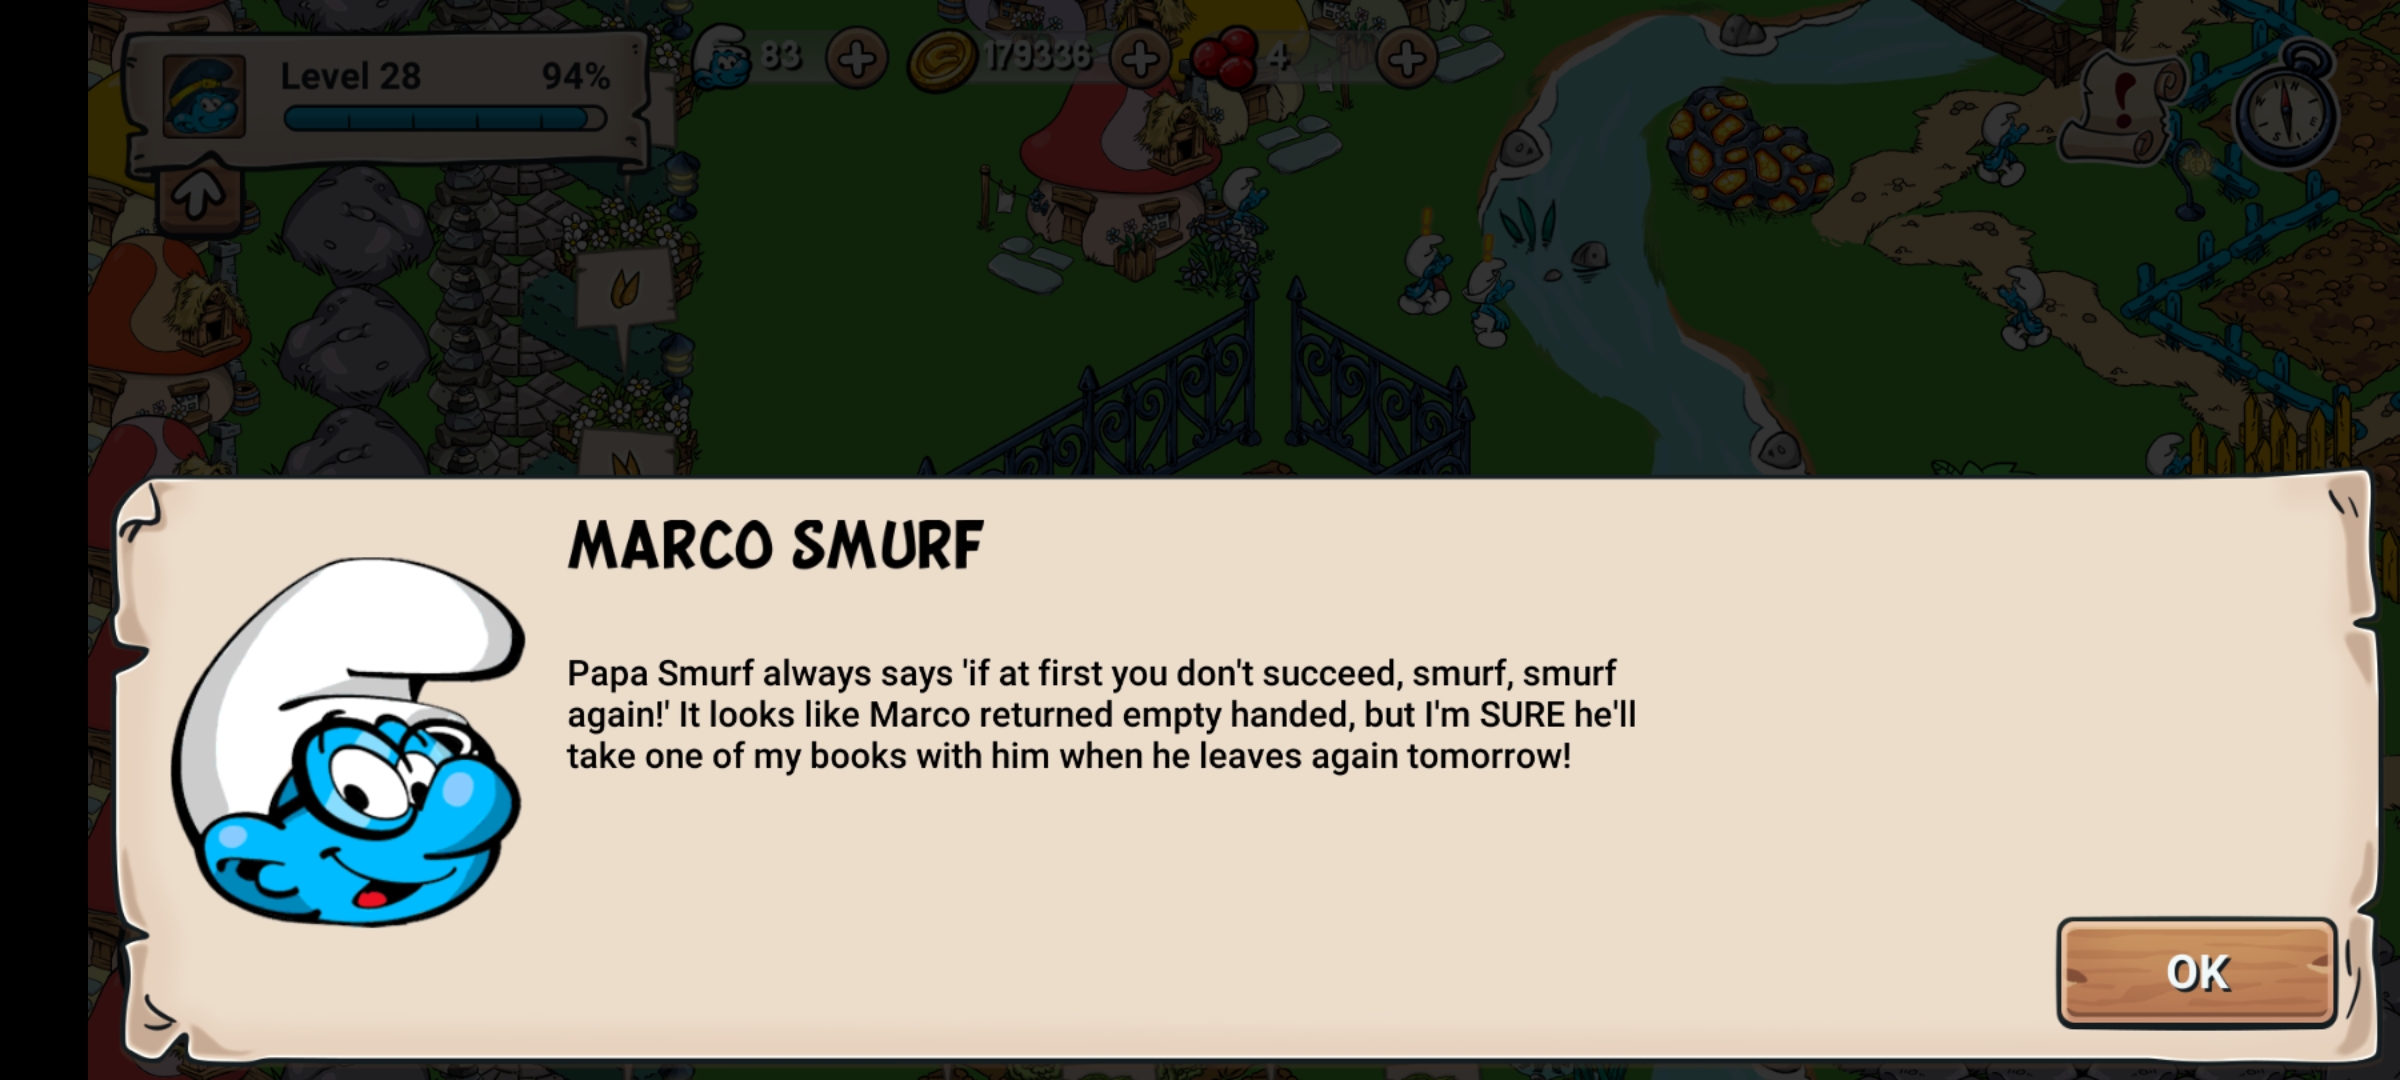 Level 28 94%
83
179336
4
MARCO SMURF
Papa Smurf always says 'if at first you don't succeed, smurf, smurf
again!' It looks like Marco returned empty handed, but I'm SURE he'll
take one of my books with him when he leaves again tomorrow!
OK